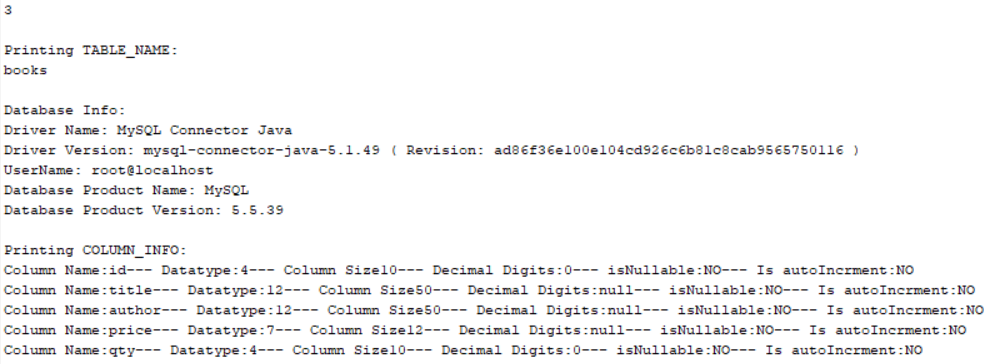 3
Printing TABLE_NAME:
books
Database Info:
Driver Name: MySQL Connector Java
Driver Version: mysql-connector-java-5.1.49 ( Revision: ad86f36e100e104cd926c6b81c8cab9565750116 )
UserName: root@localhost
Database Product Name: MySQL
Database Product Version: 5.5.39
Printing COLUMN_INFO:
Column Name:id--- Datatype:4--- Column Size10--- Decimal Digits:0--- isNullable:NO--- Is autoIncrment:NO
Column Name:title--- Datatype:12--- Column Size50--- Decimal Digits:null--- isNullable:NO--- Is autoIncrment:NO
Column Name:author--- Datatype:12--- Column Size50--- Decimal Digits:null--- isNullable:NO--- Is autoIncrment:NO
Column Name:price--- Datatype:7--- Column Size12--- Decimal Digits:null--- isNullable:NO--- Is autoIncrment:NO
Column Name:qty--- Datatype:4--- Column Size10--- Decimal Digits:0--- isNullable:NO--- Is autoIncrment:NO